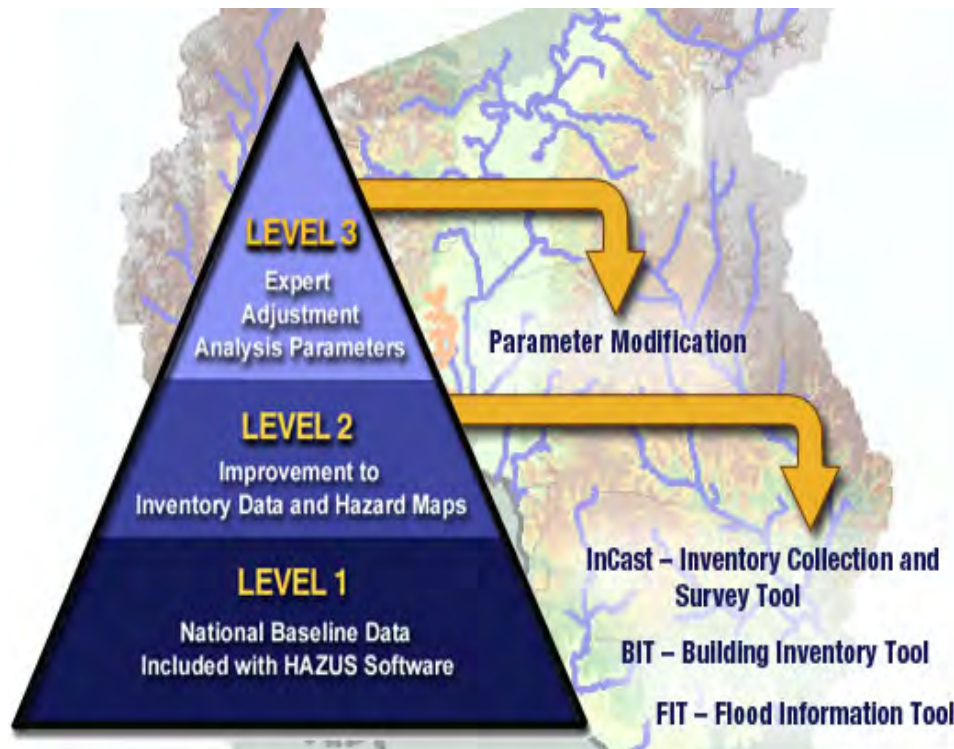 LEVEL 3
Expert
Adjustment
Analysis Parameters
Parameter Modification
LEVEL 2
Improvement to
Inventory Data and Hazard Maps
InCast – Inventory Collection and
Survey Tool
BIT – Building Inventory Tool
FIT – Flood Information Tool
LEVEL 1
National Baseline Data
Included with HAZUS Software